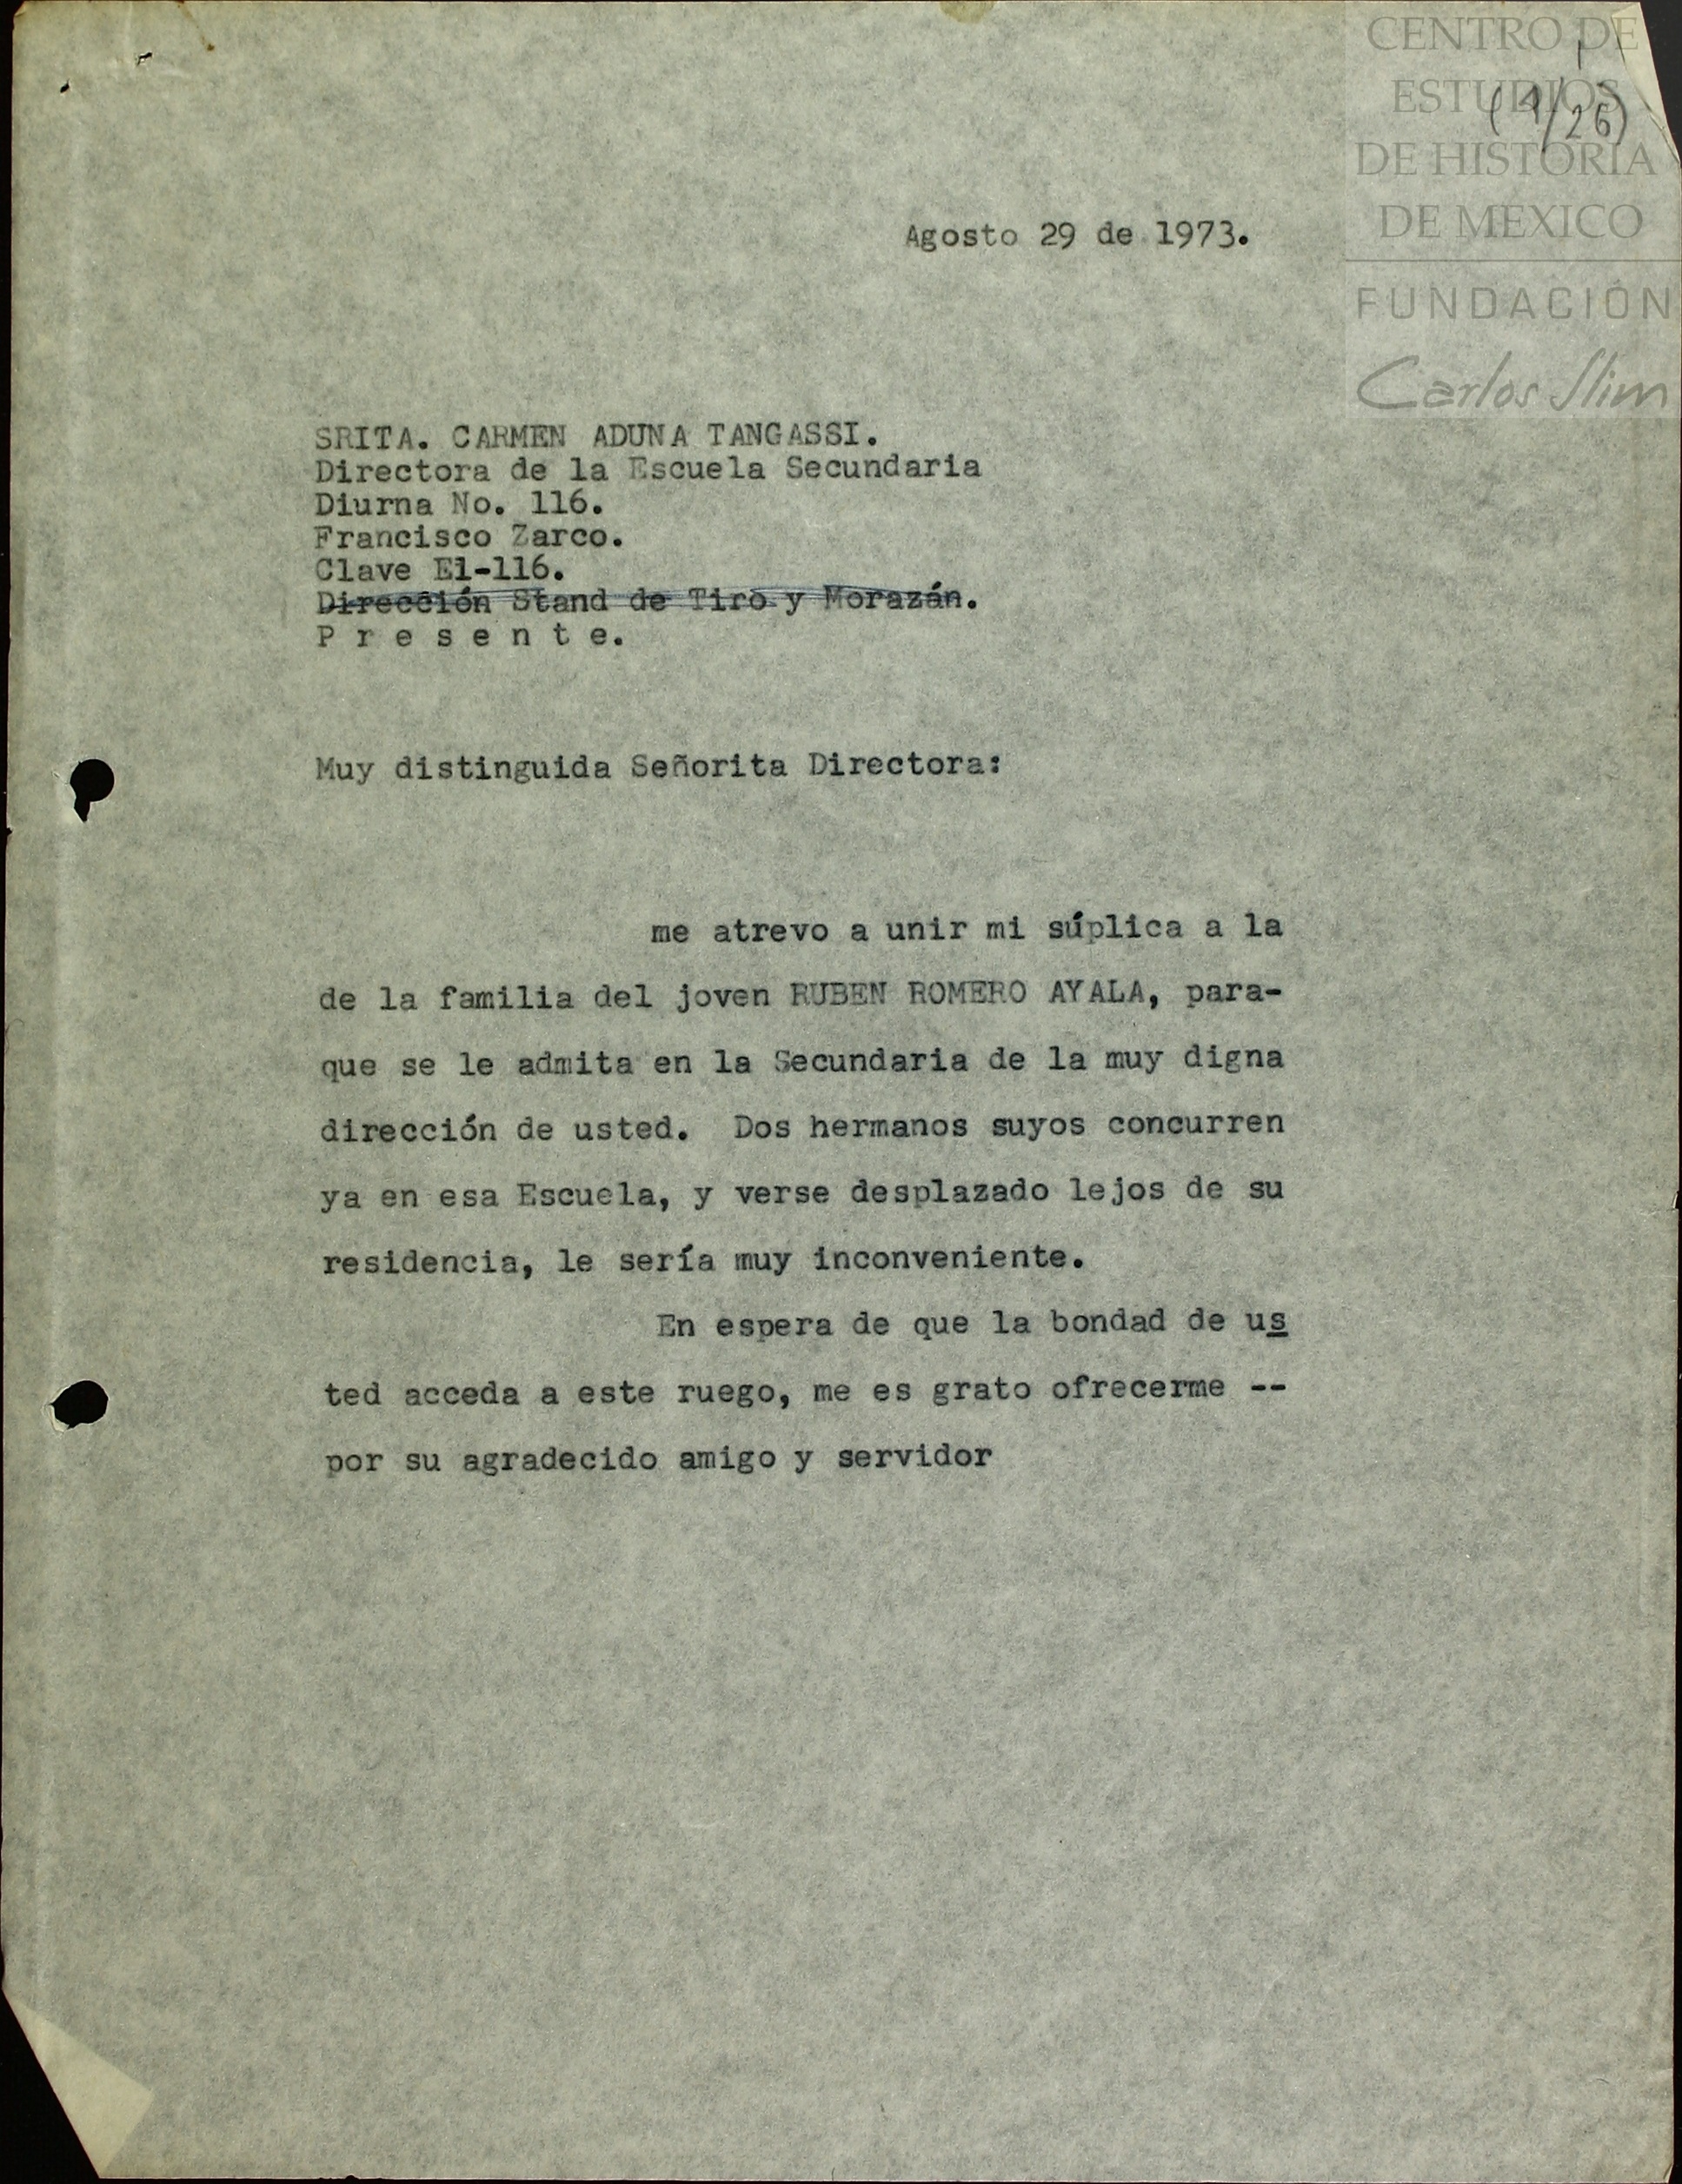 CENTRO DE
ESTUDIOS
(1/26)
DE HISTORIA
DE MEXICO
FUNDACIÓN
Carlos Slim
Agosto 29 de 1973.
SRITA. CARMEN ADUNA TANGASSI.
Directora de la Escuela Secundaria
Diurna No. 116.
Francisco Zarco.
Clave El-116.
Dirección Stand de Tiro y Morazán.
P r e s e n t e.
Muy distinguida Señorita Directora:
me atrevo a unir mi súplica a la
de la familia del joven RUBEN ROMERO AYALA, para-
que se le admita en la Secundaria de la muy digna
dirección de usted. Dos hermanos suyos concurren
ya en esa Escuela, y verse desplazado lejos de su
residencia, le sería muy inconveniente.
En espera de que la bondad de us
ted acceda a este ruego, me es grato ofrecerme --
por su agradecido amigo y servidor